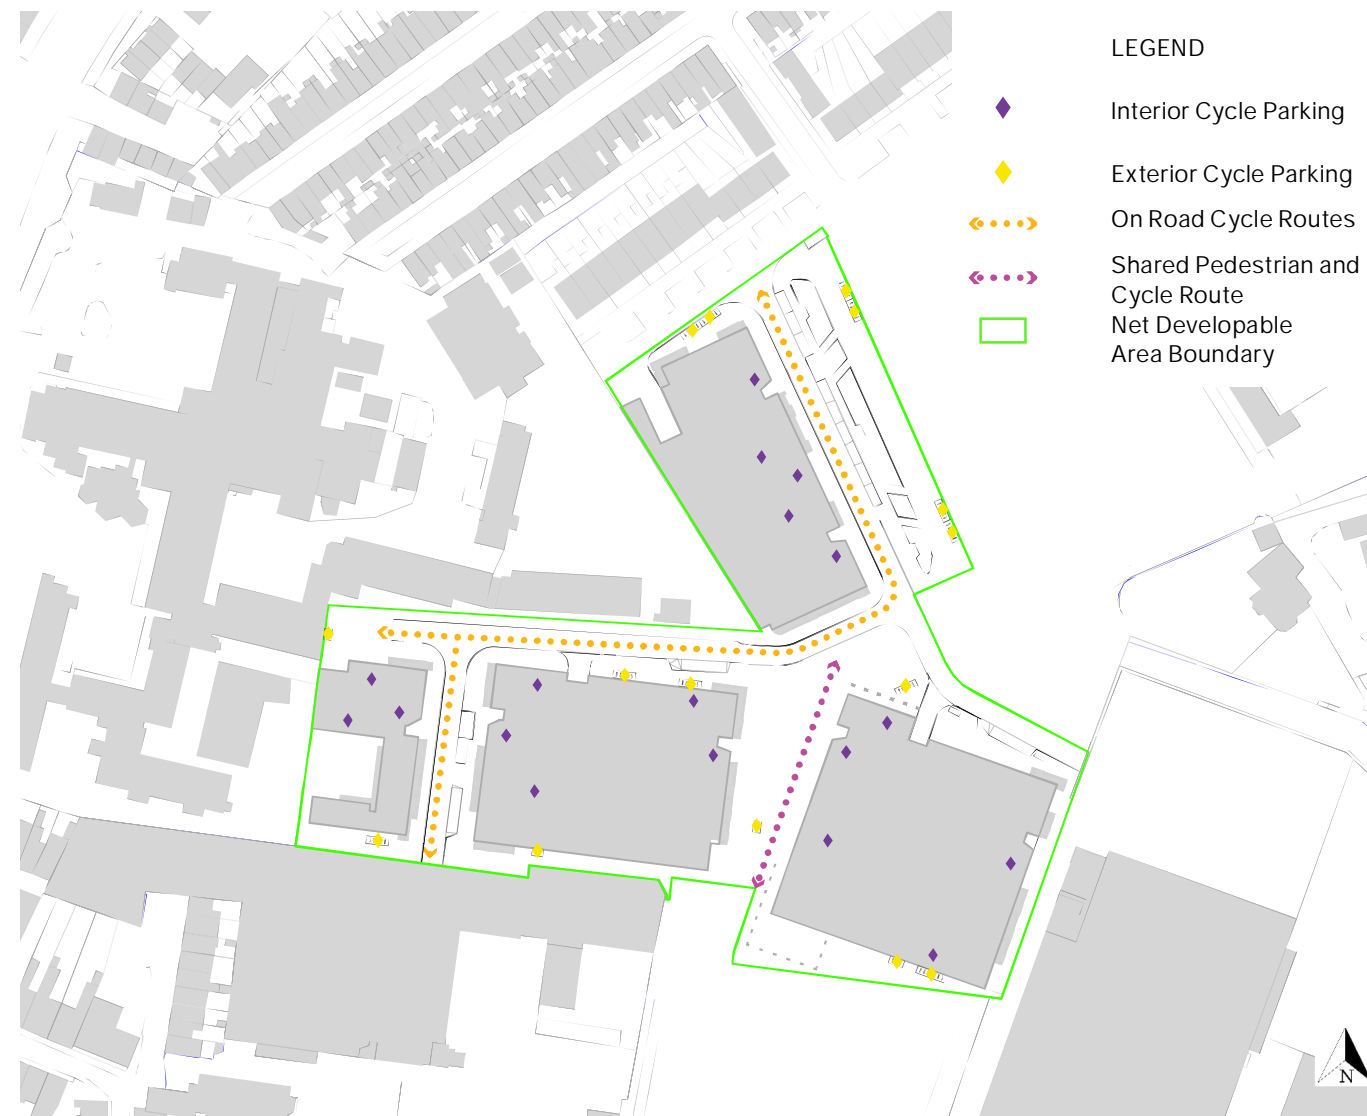 LEGEND
Interior Cycle Parking
Exterior Cycle Parking
On Road Cycle Routes
Shared Pedestrian and
Cycle Route
Net Developable
Area Boundary
N